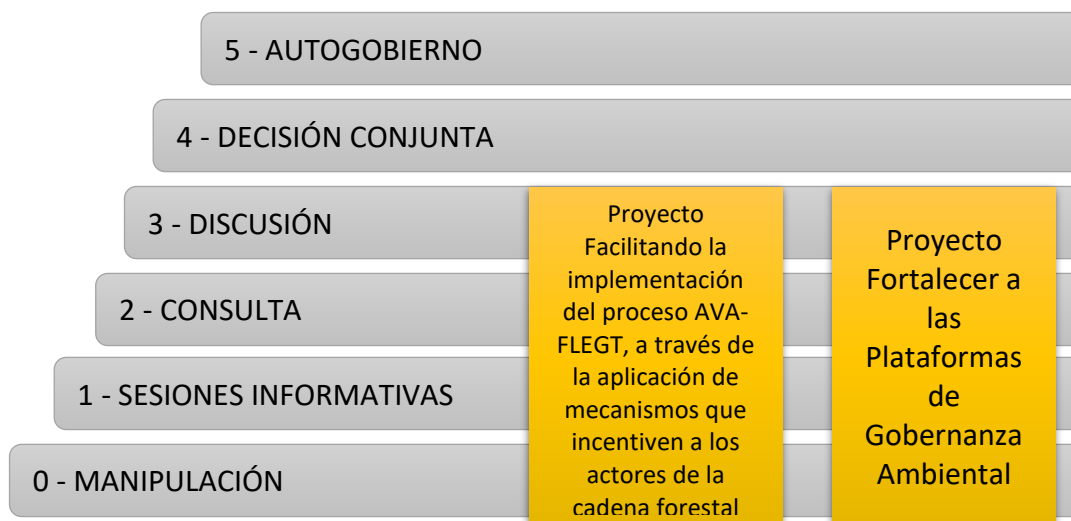 5 - AUTOGOBIERNO
4 - DECISIÓN CONJUNTA
3 - DISCUSIÓN
2 - CONSULTA
1 - SESIONES INFORMATIVAS
0 - MANIPULACIÓN
Proyecto
Facilitando la
implementación
del proceso AVA-
FLEGT, a través de
la aplicación de
mecanismos que
incentiven a los
actores de la
cadena forestal
Proyecto
Fortalecer a
las
Plataformas
de
Gobernanza
Ambiental